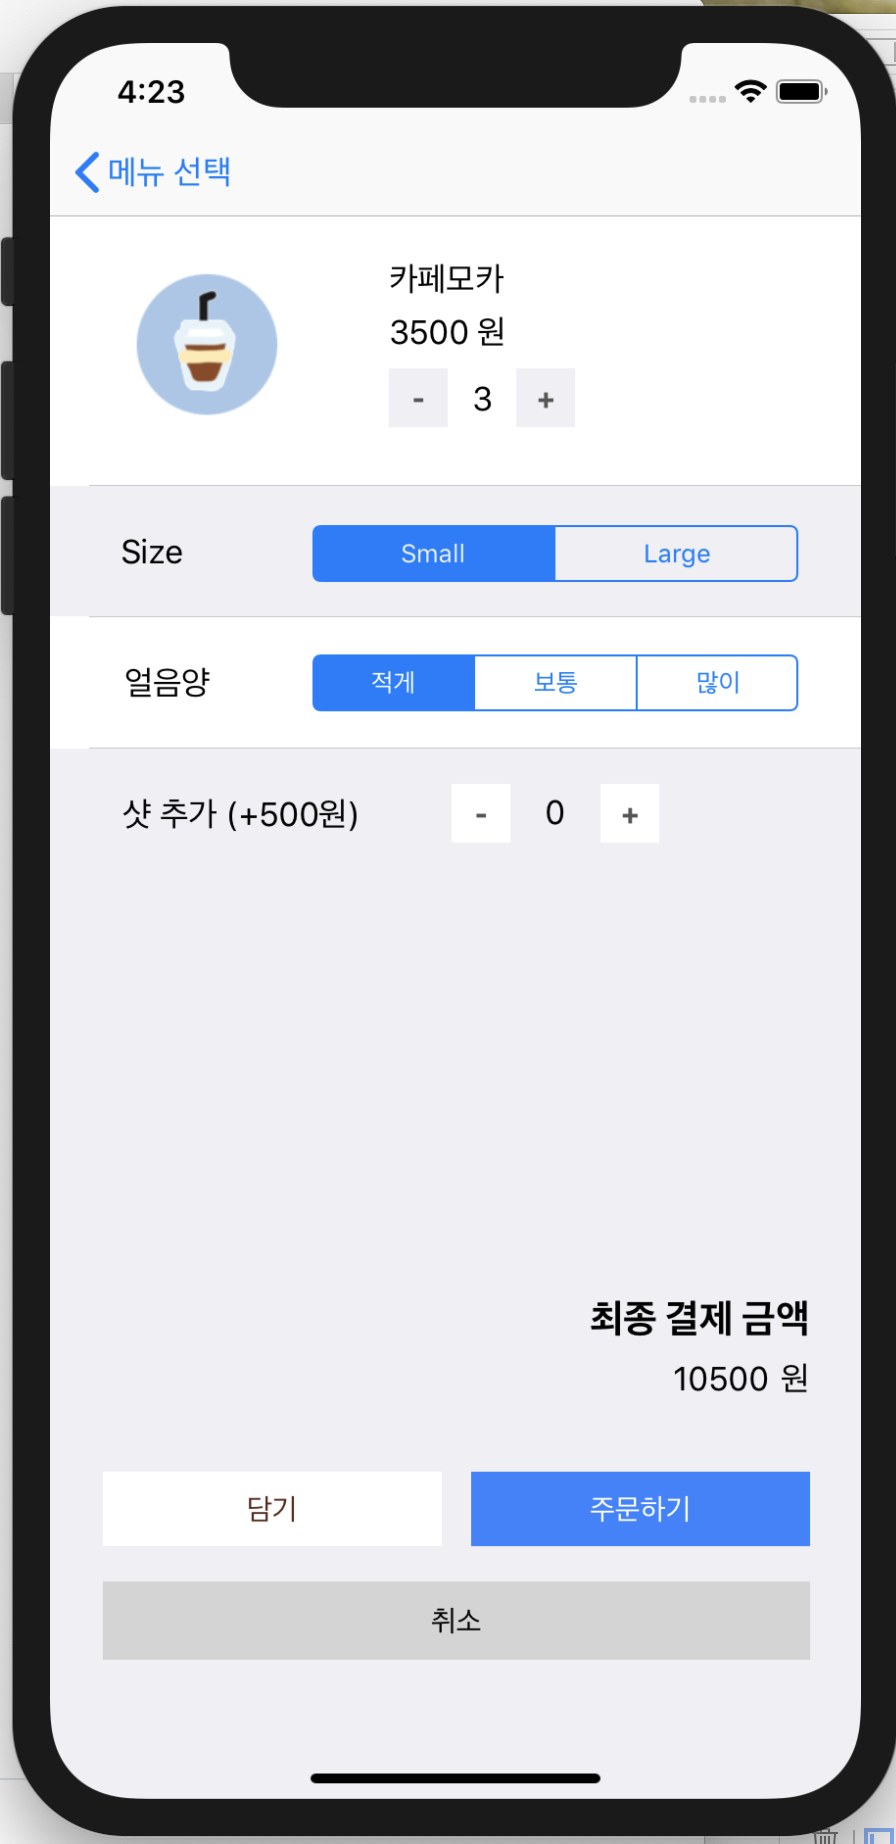 4:23
메뉴 선택
카페모카
3500 원
- 3 +
Size Small Large
얼음양 적게 보통 많이
샷 추가 (+500원) - 0 +
최종 결제 금액
10500 원
담기 주문하기
취소